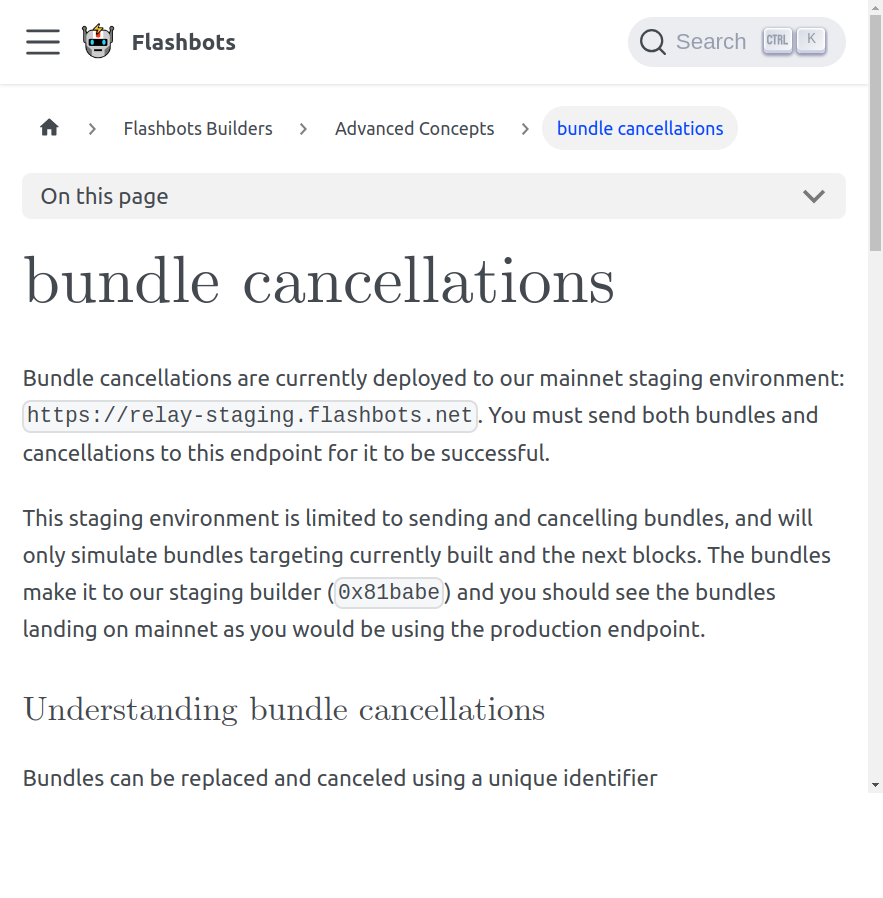 Flashbots
Search CTRL K
Flashbots Builders
Advanced Concepts
bundle cancellations
On this page
bundle cancellations
Bundle cancellations are currently deployed to our mainnet staging environment:
https://relay-staging.flashbots.net. You must send both bundles and
cancellations to this endpoint for it to be successful.
This staging environment is limited to sending and cancelling bundles, and will
only simulate bundles targeting currently built and the next blocks. The bundles
make it to our staging builder (0x81babe) and you should see the bundles
landing on mainnet as you would be using the production endpoint.
Understanding bundle cancellations
Bundles can be replaced and canceled using a unique identifier